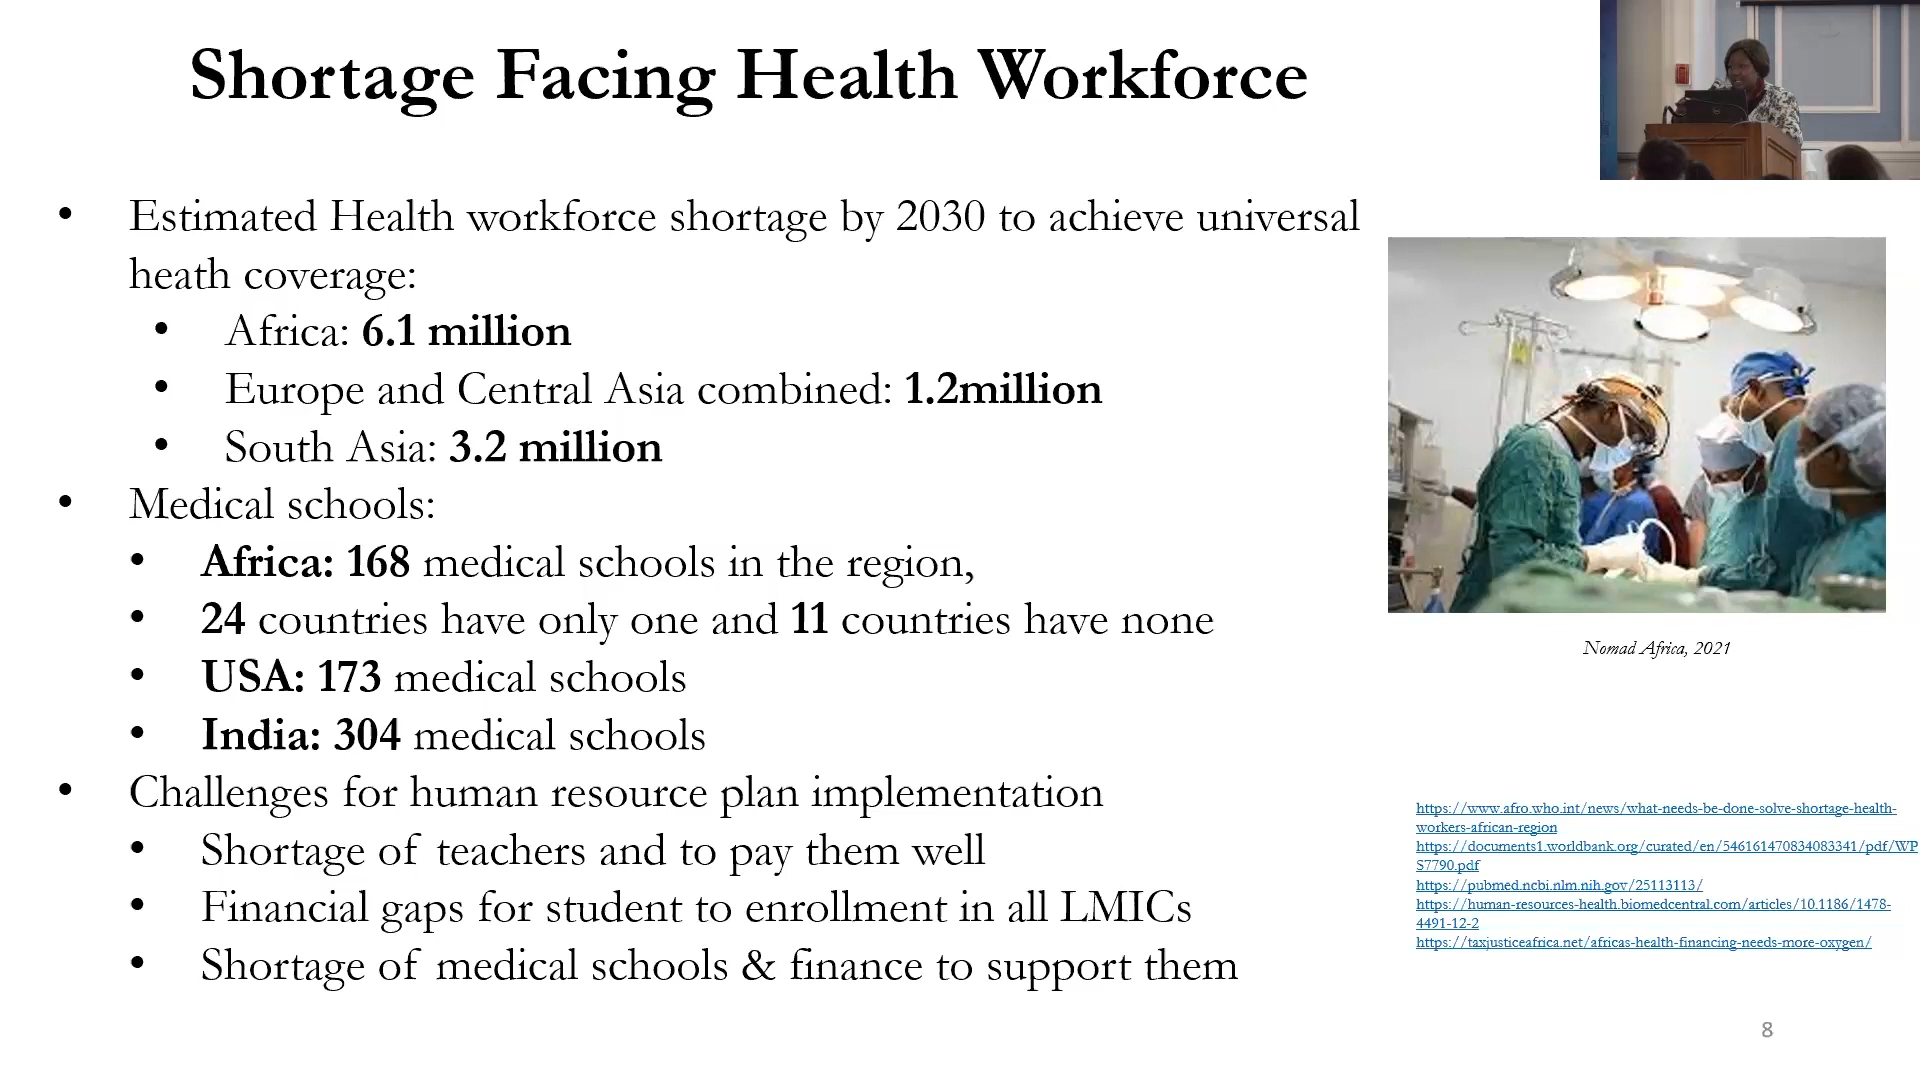 Shortage Facing Health Workforce
• Estimated Health workforce shortage by 2030 to achieve universal
heath coverage:
• Africa: 6.1 million
• Europe and Central Asia combined: 1.2million
• South Asia: 3.2 million
• Medical schools:
• Africa: 168 medical schools in the region,
• 24 countries have only one and 11 countries have none
• USA: 173 medical schools
• India: 304 medical schools
• Challenges for human resource plan implementation
• Shortage of teachers and to pay them well
• Financial gaps for student to enrollment in all LMICs
• Shortage of medical schools & finance to support them
Nomad Africa, 2021
https://www.afro.who.int/news/what-needs-be-done-solve-shortage-health-
workers-african-region
https://documents1.worldbank.org/curated/en/546161470834083341/pdf/WP
S7790.pdf
https://pubmed.ncbi.nlm.nih.gov/25113113/
https://human-resources-health.biomedcentral.com/articles/10.1186/1478-
4491-12-2
https://taxjusticeafrica.net/africas-health-financing-needs-more-oxygen/
8